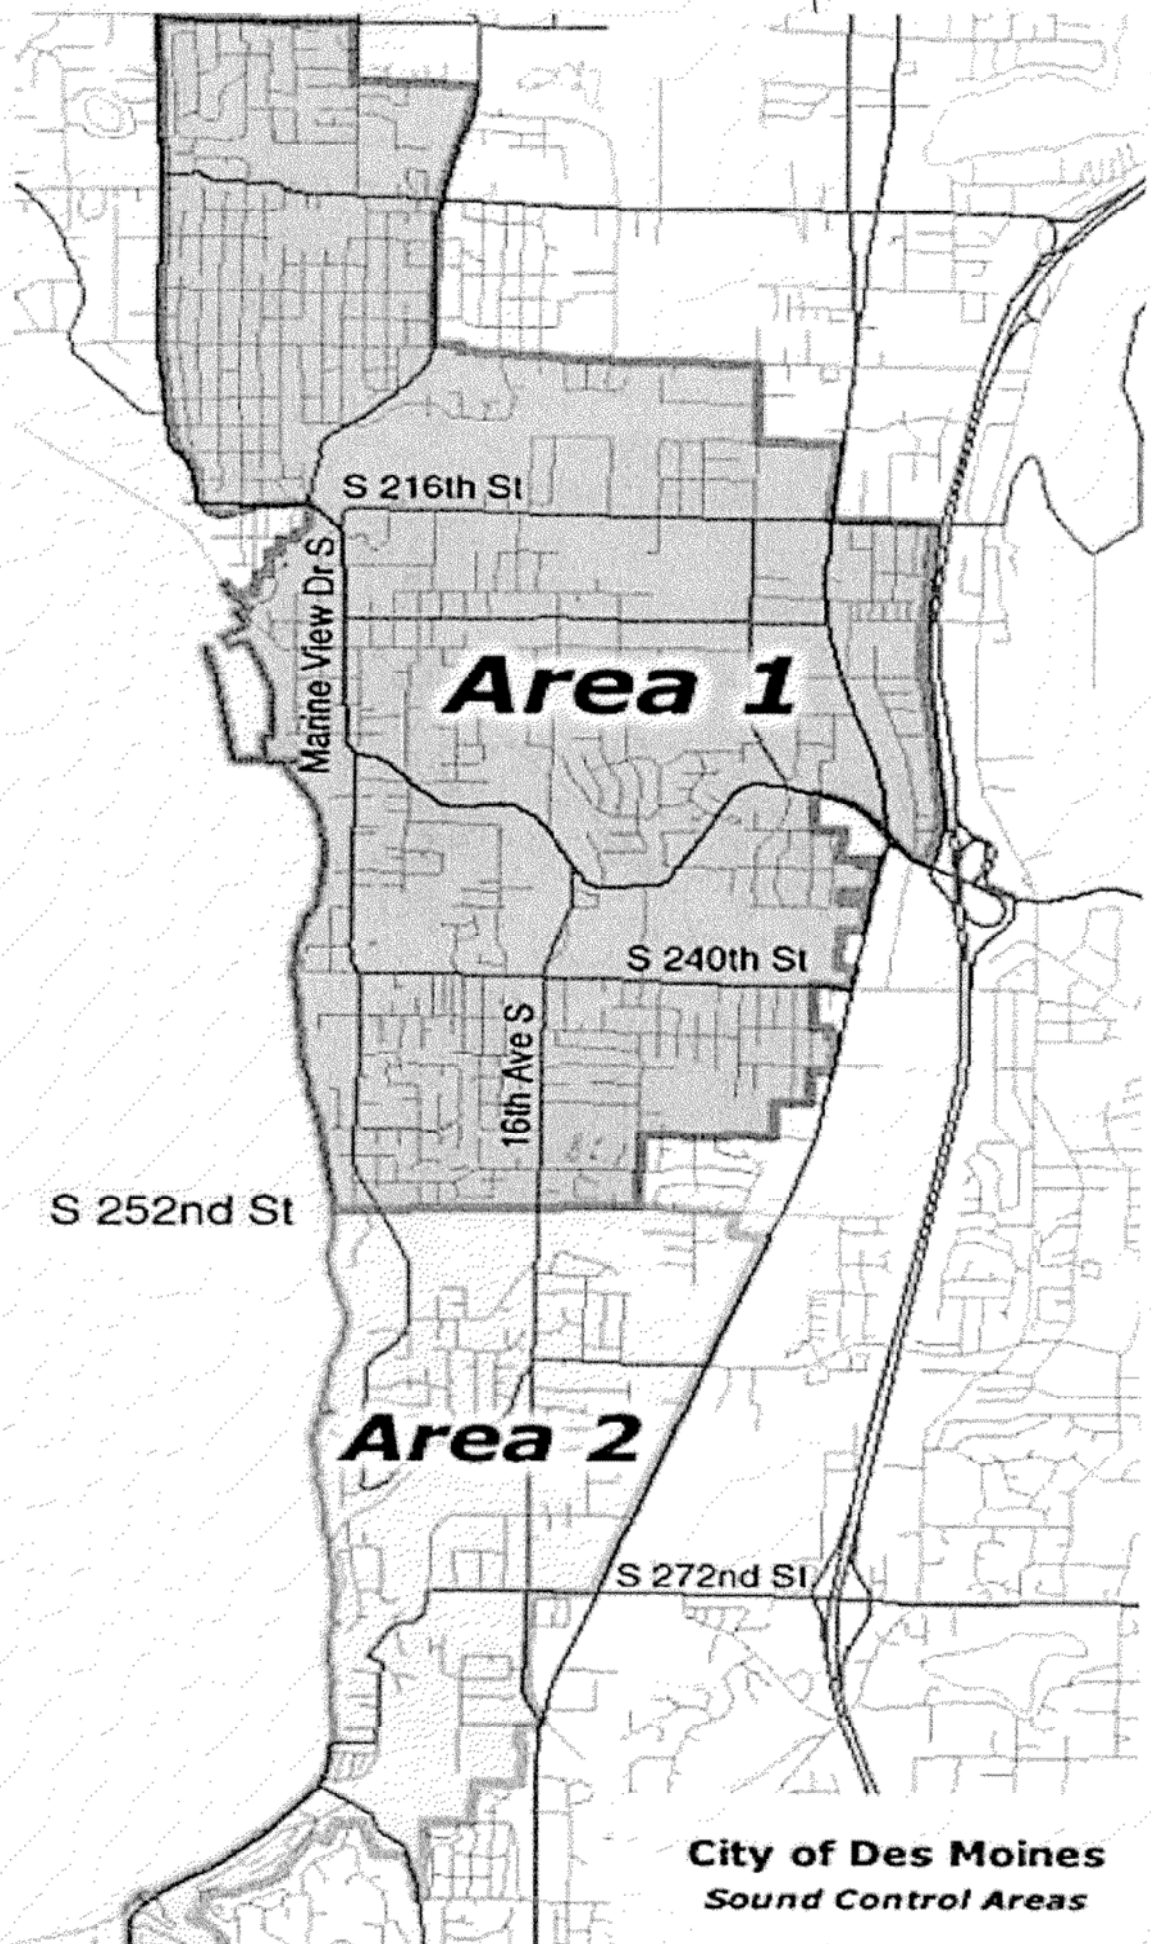 S 216th St
Marine View Dr S
Area 1
S 240th St
16th Ave S
S 252nd St
Area 2
S 272nd St
City of Des Moines
Sound Control Areas